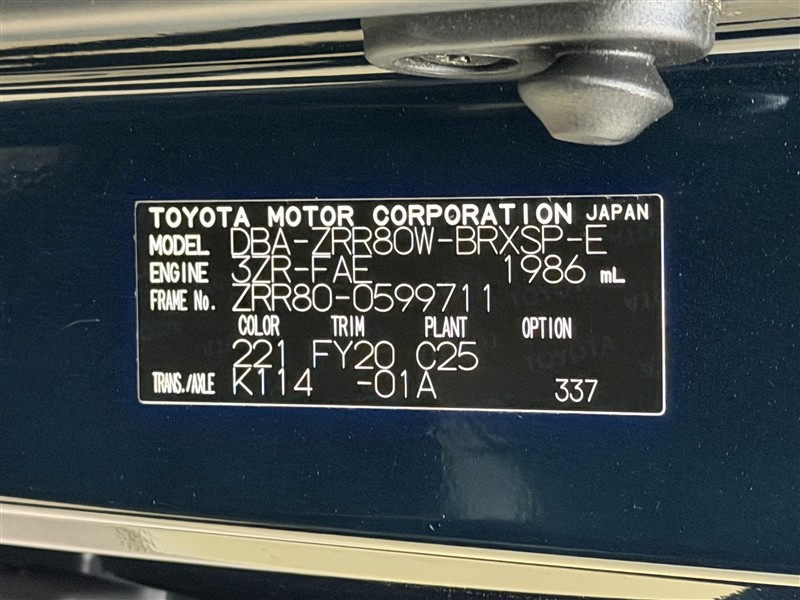 TOYOTA MOTOR CORPORATION JAPAN
MODEL DBA-ZRR80W-BRXSP-E
ENGINE 3ZR-FAE 1986 mL
FRAME No. ZRR80-0599711
COLOR TRIM PLANT OPTION
221 FY20 C25
TRANS./AXLE K114 -01A 337